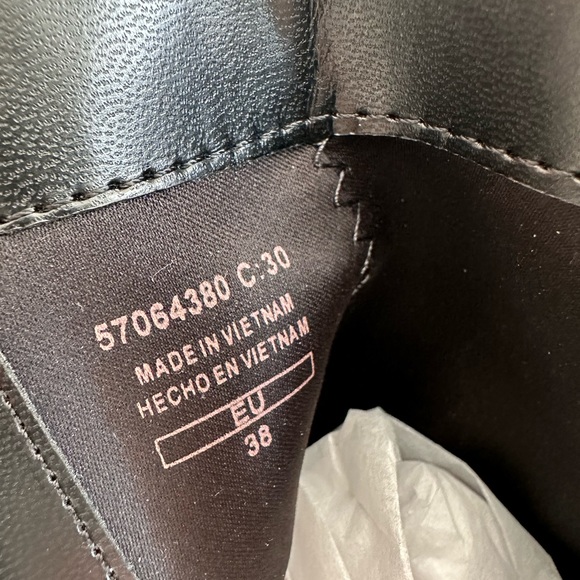 57064380 C:30
MADE IN VIETNAM
HECHO EN VIETNAM
EU
38